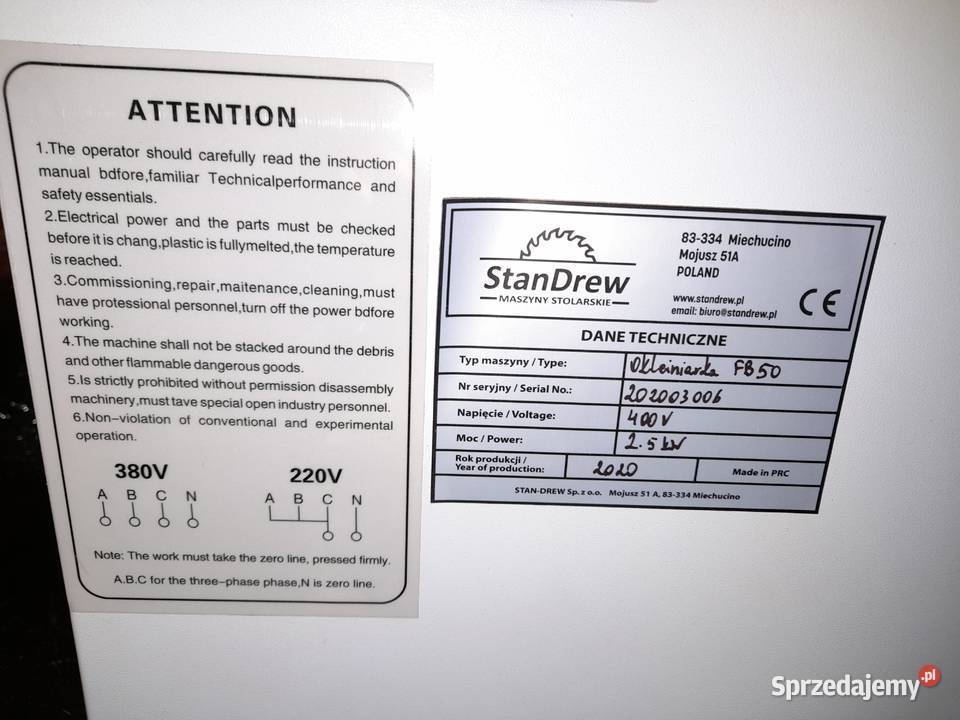 ATTENTION
1.The operator should carefully read the instruction
manual bdfore,familiar Technicalperformance and
safety essentials.
2.Electrical power and the parts must be checked
before it is chang,plastic is fullymelted,the temperature
is reached.
3.Commissioning,repair,maitenance,cleaning,must
have protessional personnel,turn off the power bdfore
working.
4.The machine shall not be stacked around the debris
and other flammable dangerous goods.
5.Is strictly prohibited without permission disassembly
machinery,must tave special open industry personnel.
6.Non-violation of conventional and experimental
operation.
380V 220V
A B C N A B C N
Note: The work must take the zero line, pressed firmly.
A.B.C for the three-phase phase,N is zero line.
StanDrew
MASZYNY STOLARSKIE
83-334 Miechucino
Mojusz 51A
POLAND
www.standrew.pl
email: biuro@standrew.pl
CE
DANE TECHNICZNE
Typ maszyny / Type: Okleiniarka FB50
Nr seryjny / Serial No.: 202003006
Napięcie / Voltage: 400V
Moc / Power: 2.5 kW
Rok produkcji /
Year of production: 2020 Made in PRC
STAN-DREW Sp. z o.o. Mojusz 51 A, 83-334 Miechucino
Sprzedajemy.pl